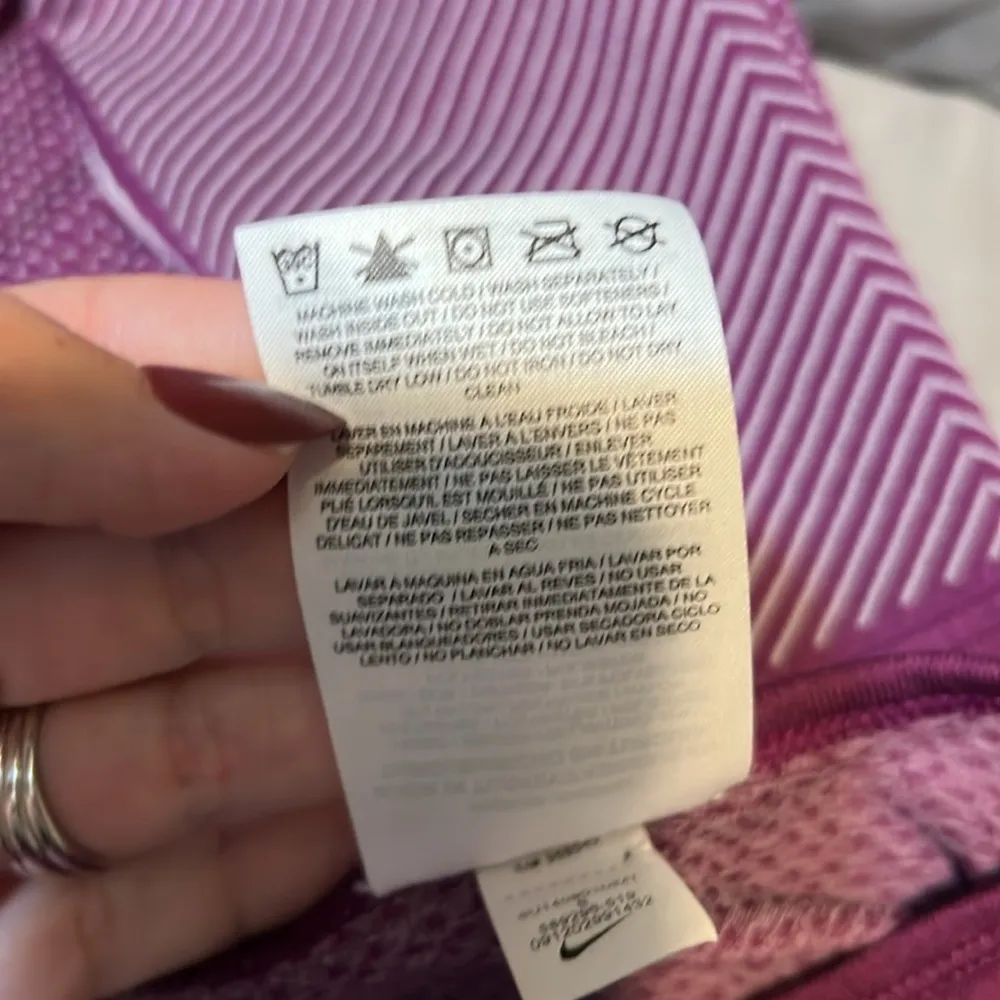 MACHINE WASH COLD / WASH SEPARATELY /
WASH INSIDE OUT / DO NOT USE SOFTENERS /
REMOVE IMMEDIATELY / DO NOT ALLOW TO LAY
ON ITSELF WHEN WET / DO NOT BLEACH /
TUMBLE DRY LOW / DO NOT IRON / DO NOT DRY
CLEAN
LAVER EN MACHINE A L'EAU FROIDE / LAVER
SEPAREMENT / LAVER A L'ENVERS / NE PAS
UTILISER D'ADOUCISSEUR / ENLEVER
IMMEDIATEMENT / NE PAS LAISSER LE VÊTEMENT
PLIÉ LORSQU'IL EST MOUILLÉ / NE PAS UTILISER
D'EAU DE JAVEL / SECHER EN MACHINE CYCLE
DELICAT / NE PAS REPASSER / NE PAS NETTOYER
A SEC
LAVAR A MAQUINA EN AGUA FRIA / LAVAR POR
SEPARADO / LAVAR AL REVES / NO USAR
SUAVIZANTES / RETIRAR INMEDIATAMENTE DE LA
LAVADORA / NO DOBLAR PRENDA MOJADA / NO
USAR BLANQUEADORES / USAR SECADORA CICLO
LENTO / NO PLANCHAR / NO LAVAR EN SECO
091202991432